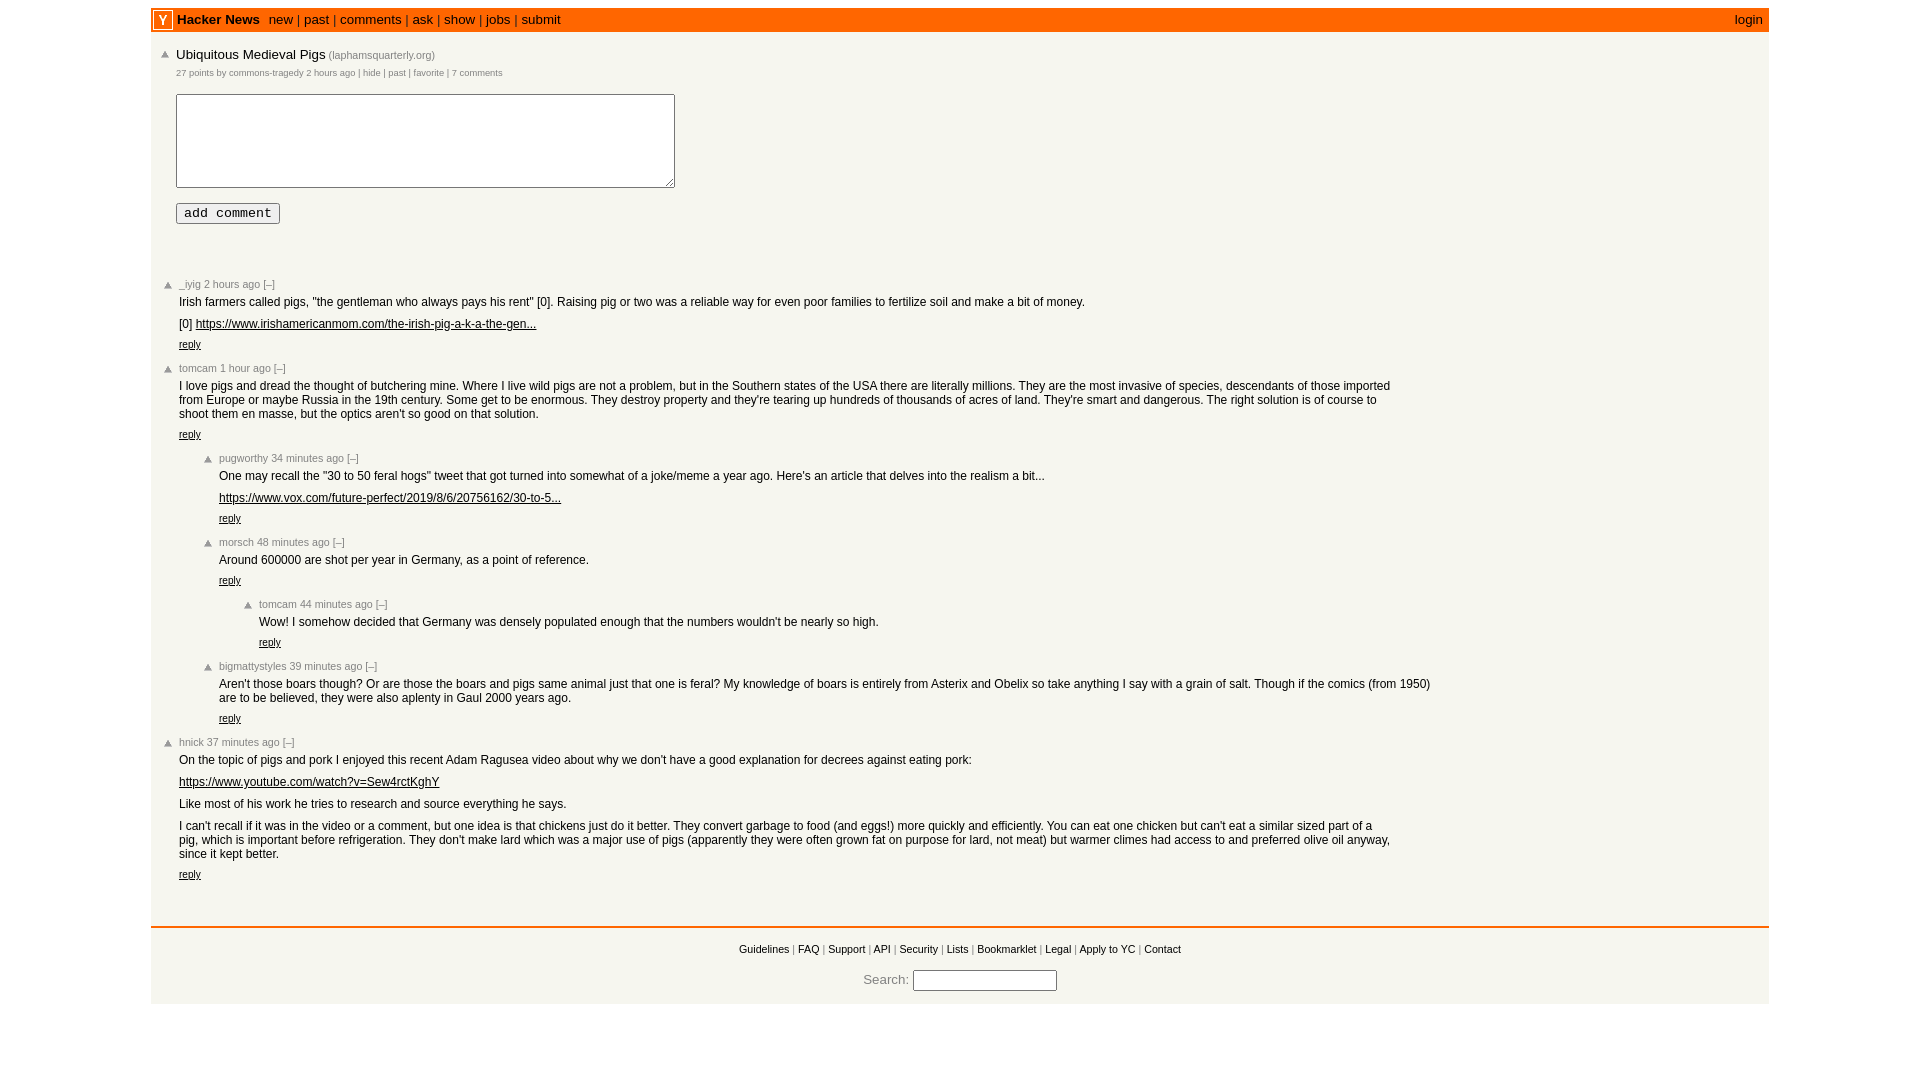 Y Hacker News new | past | comments | ask | show | jobs | submit login
Ubiquitous Medieval Pigs (laphamsquarterly.org)
27 points by commons-tragedy 2 hours ago | hide | past | favorite | 7 comments
add comment
_iyig 2 hours ago [–]
Irish farmers called pigs, "the gentleman who always pays his rent" [0]. Raising pig or two was a reliable way for even poor families to fertilize soil and make a bit of money.
[0] https://www.irishamericanmom.com/the-irish-pig-a-k-a-the-gen...
reply
tomcam 1 hour ago [–]
I love pigs and dread the thought of butchering mine. Where I live wild pigs are not a problem, but in the Southern states of the USA there are literally millions. They are the most invasive of species, descendants of those imported
from Europe or maybe Russia in the 19th century. Some get to be enormous. They destroy property and they're tearing up hundreds of thousands of acres of land. They're smart and dangerous. The right solution is of course to
shoot them en masse, but the optics aren't so good on that solution.
reply
pugworthy 34 minutes ago [–]
One may recall the "30 to 50 feral hogs" tweet that got turned into somewhat of a joke/meme a year ago. Here's an article that delves into the realism a bit...
https://www.vox.com/future-perfect/2019/8/6/20756162/30-to-5...
reply
morsch 48 minutes ago [–]
Around 600000 are shot per year in Germany, as a point of reference.
reply
tomcam 44 minutes ago [–]
Wow! I somehow decided that Germany was densely populated enough that the numbers wouldn't be nearly so high.
reply
bigmattystyles 39 minutes ago [–]
Aren't those boars though? Or are those the boars and pigs same animal just that one is feral? My knowledge of boars is entirely from Asterix and Obelix so take anything I say with a grain of salt. Though if the comics (from 1950)
are to be believed, they were also aplenty in Gaul 2000 years ago.
reply
hnick 37 minutes ago [–]
On the topic of pigs and pork I enjoyed this recent Adam Ragusea video about why we don't have a good explanation for decrees against eating pork:
https://www.youtube.com/watch?v=Sew4rctKghY
Like most of his work he tries to research and source everything he says.
I can't recall if it was in the video or a comment, but one idea is that chickens just do it better. They convert garbage to food (and eggs!) more quickly and efficiently. You can eat one chicken but can't eat a similar sized part of a
pig, which is important before refrigeration. They don't make lard which was a major use of pigs (apparently they were often grown fat on purpose for lard, not meat) but warmer climes had access to and preferred olive oil anyway,
since it kept better.
reply
Guidelines | FAQ | Support | API | Security | Lists | Bookmarklet | Legal | Apply to YC | Contact
Search: